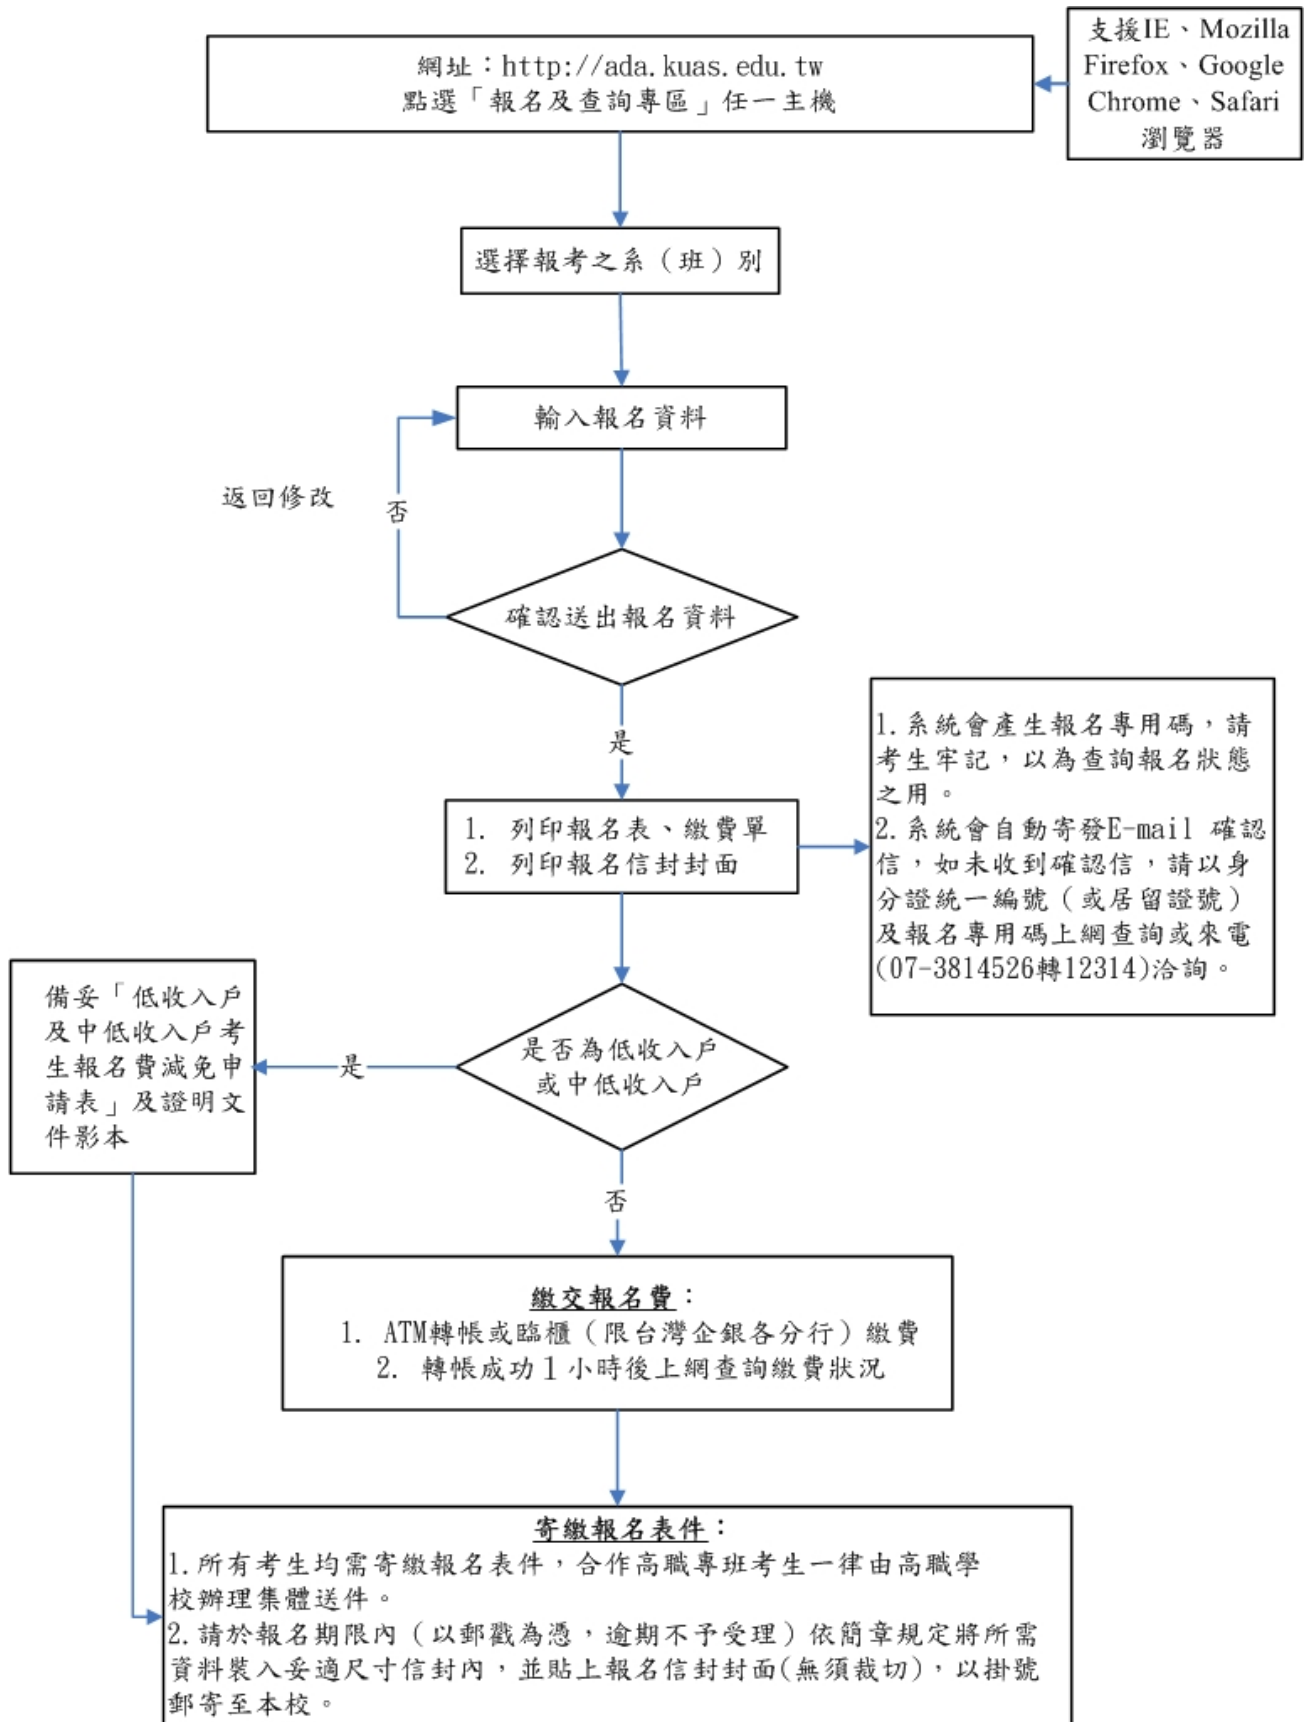 網址：http://ada.kuas.edu.tw
點選「報名及查詢專區」任一主機
支援IE、Mozilla
Firefox、Google
Chrome、Safari
瀏覽器
選擇報考之系（班）別
輸入報名資料
返回修改
否
確認送出報名資料
是
1. 列印報名表、繳費單
2. 列印報名信封封面
1.系統會產生報名專用碼，請
考生牢記，以為查詢報名狀態
之用。
2.系統會自動寄發E-mail 確認
信，如未收到確認信，請以身
分證統一編號（或居留證號）
及報名專用碼上網查詢或來電
(07-3814526轉12314)洽詢。
是否為低收入戶
或中低收入戶
是
備妥「低收入戶
及中低收入戶考
生報名費減免申
請表」及證明文
件影本
否
繳交報名費：
1. ATM轉帳或臨櫃（限台灣企銀各分行）繳費
2. 轉帳成功1小時後上網查詢繳費狀況
寄繳報名表件：
1.所有考生均需寄繳報名表件，合作高職專班考生一律由高職學
校辦理集體送件。
2.請於報名期限內（以郵戳為憑，逾期不予受理）依簡章規定將所需
資料裝入妥適尺寸信封內，並貼上報名信封封面(無須裁切)，以掛號
郵寄至本校。